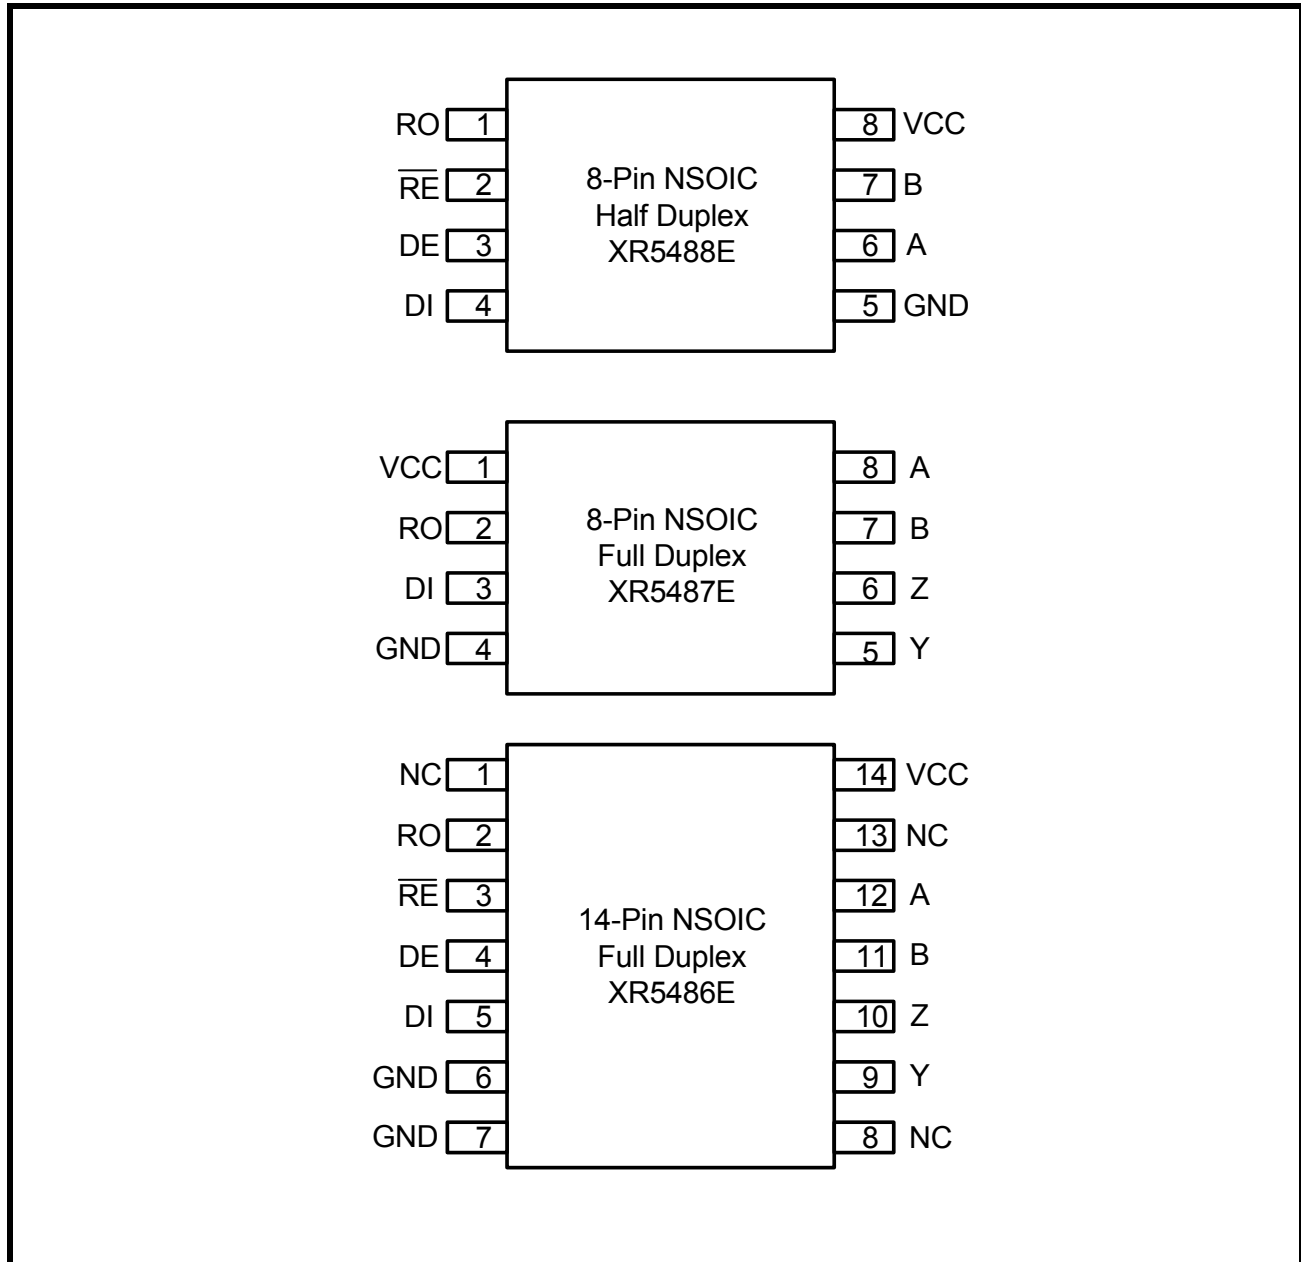 RO 1 8 VCC
R̅E̅ 2 7 B
DE 3 6 A
DI 4 5 GND
8-Pin NSOIC
Half Duplex
XR5488E
VCC 1 8 A
RO 2 7 B
DI 3 6 Z
GND 4 5 Y
8-Pin NSOIC
Full Duplex
XR5487E
NC 1 14 VCC
RO 2 13 NC
R̅E̅ 3 12 A
DE 4 11 B
DI 5 10 Z
GND 6 9 Y
GND 7 8 NC
14-Pin NSOIC
Full Duplex
XR5486E